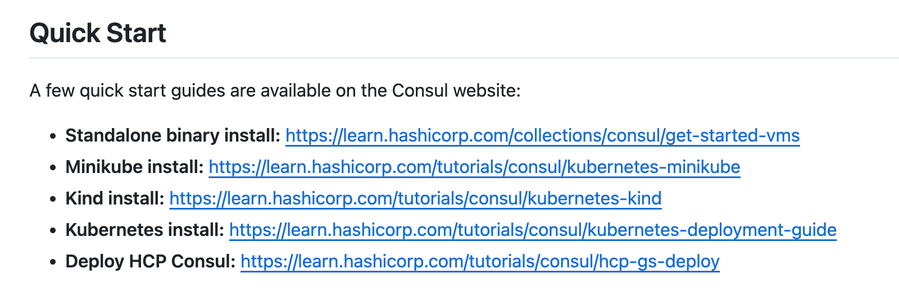 Quick Start
A few quick start guides are available on the Consul website:
• Standalone binary install: https://learn.hashicorp.com/collections/consul/get-started-vms
• Minikube install: https://learn.hashicorp.com/tutorials/consul/kubernetes-minikube
• Kind install: https://learn.hashicorp.com/tutorials/consul/kubernetes-kind
• Kubernetes install: https://learn.hashicorp.com/tutorials/consul/kubernetes-deployment-guide
• Deploy HCP Consul: https://learn.hashicorp.com/tutorials/consul/hcp-gs-deploy